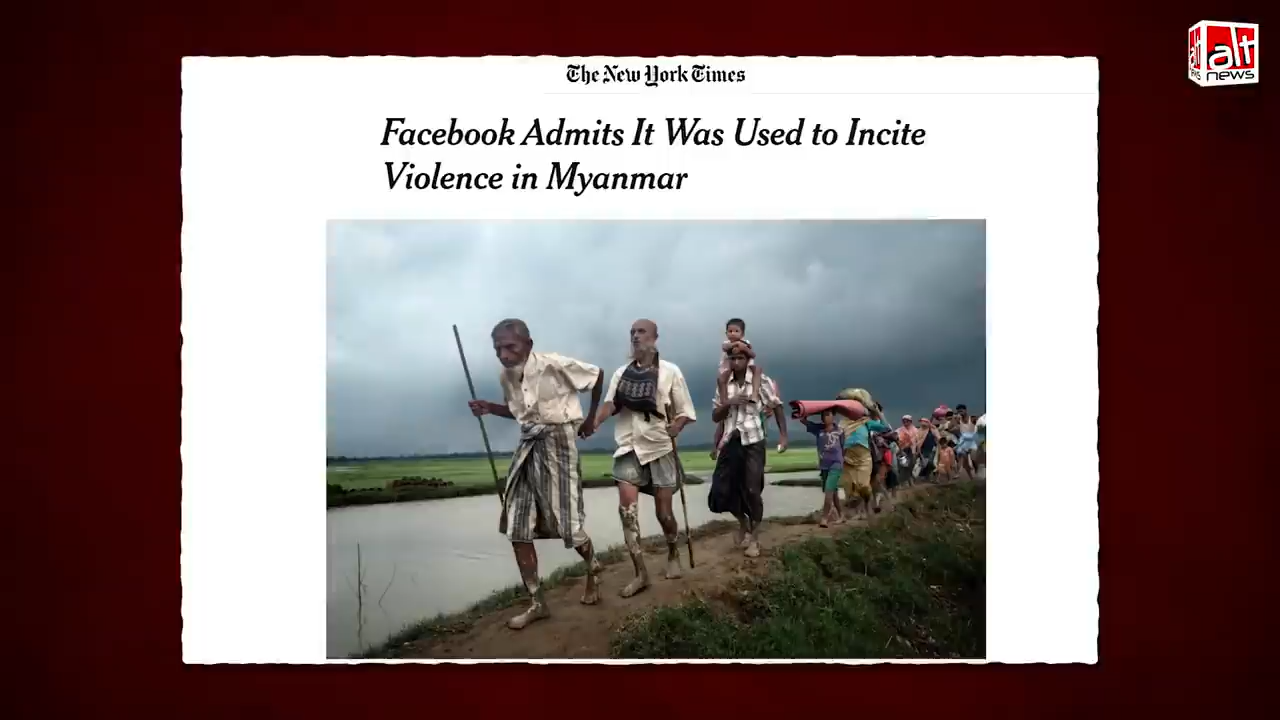 The New York Times
alt
news
Facebook Admits It Was Used to Incite
Violence in Myanmar